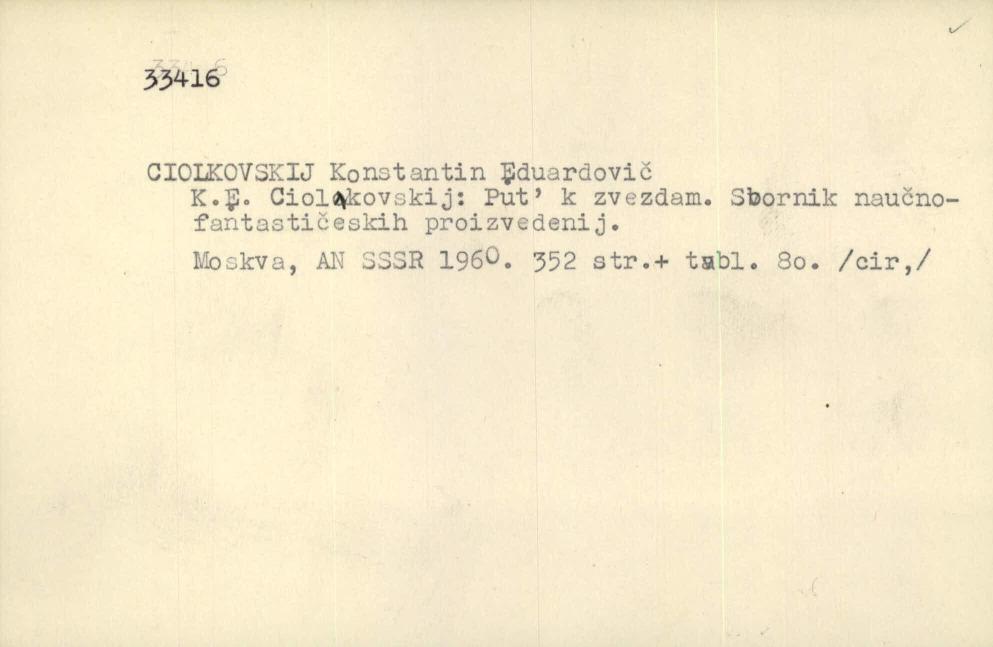 33416
CIOLKOVSKIJ Konstantin Ėduardovič
K.Ė. Ciolkovskij: Put' k zvezdam. Sbornik naučno-
fantastičeskih proizvedenij.
Moskva, AN SSSR 1960. 352 str.+ tabl. 8o. /cir,/